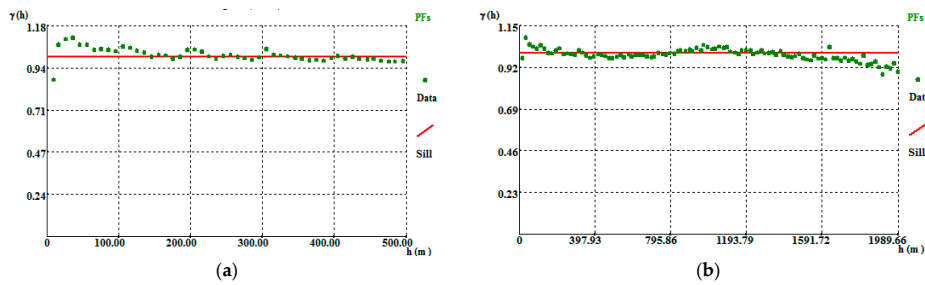 γ(h)
1.18
0.94
0.71
0.47
0.24
0
100.00
200.00
300.00
400.00
500.00
h (m)
PFs
Data
Sill
(a)
γ(h)
1.15
0.92
0.69
0.46
0.23
0
397.93
795.86
1193.79
1591.72
1989.66
h (m)
PFs
Dat
Sill
(b)